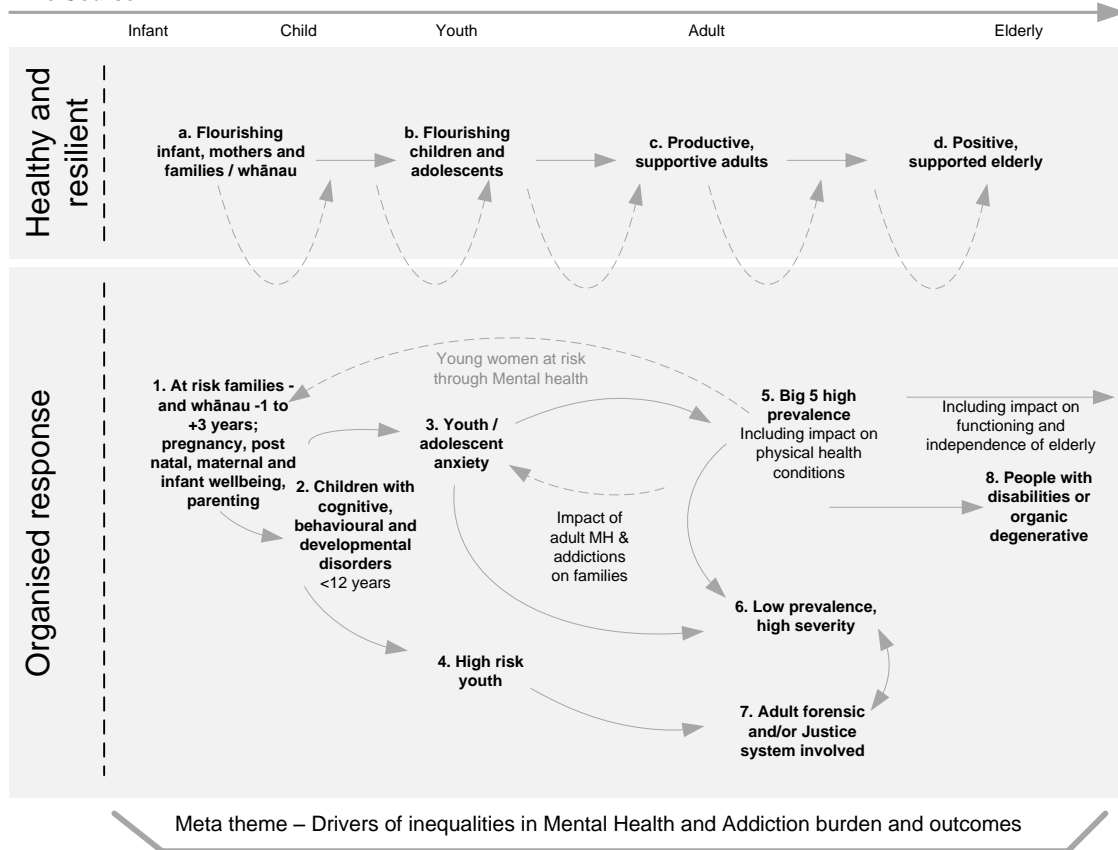 Infant
Child
Youth
Adult
Elderly
Healthy and
resilient
a. Flourishing
infant, mothers and
families / whānau
b. Flourishing
children and
adolescents
c. Productive,
supportive adults
d. Positive,
supported elderly
Organised response
Young women at risk
through Mental health
1. At risk families -
and whānau -1 to
+3 years;
pregnancy, post
natal, maternal and
infant wellbeing,
parenting
2. Children with
cognitive,
behavioural and
developmental
disorders
<12 years
3. Youth /
adolescent
anxiety
Impact of
adult MH &
addictions
on families
4. High risk
youth
5. Big 5 high
prevalence
Including impact on
physical health
conditions
Including impact on
functioning and
independence of elderly
8. People with
disabilities or
organic
degenerative
6. Low prevalence,
high severity
7. Adult forensic
and/or Justice
system involved
Meta theme – Drivers of inequalities in Mental Health and Addiction burden and outcomes